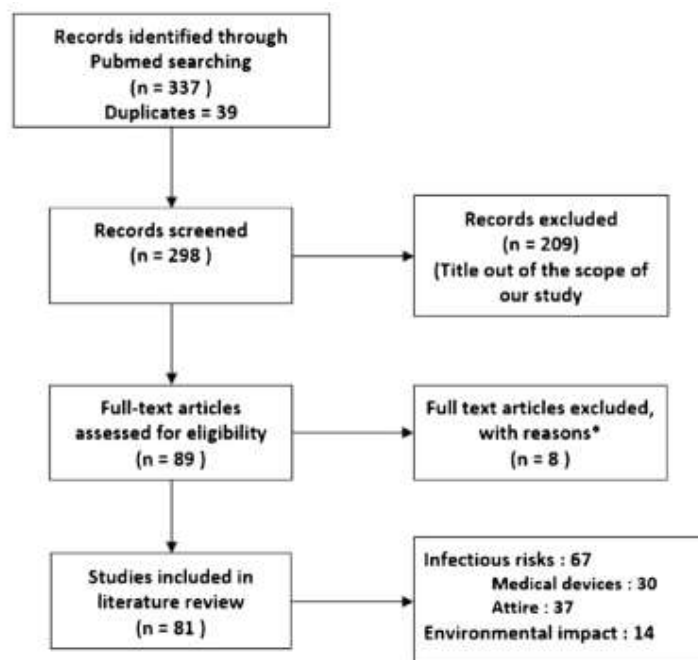 Records identified through
Pubmed searching
(n = 337)
Duplicates = 39
Records screened
(n = 298 )
Records excluded
(n = 209)
(Title out of the scope of
our study
Full-text articles
assessed for eligibility
(n = 89 )
Full text articles excluded,
with reasons*
(n = 8 )
Studies included in
literature review
(n = 81 )
Infectious risks : 67
Medical devices : 30
Attire : 37
Environmental impact : 14